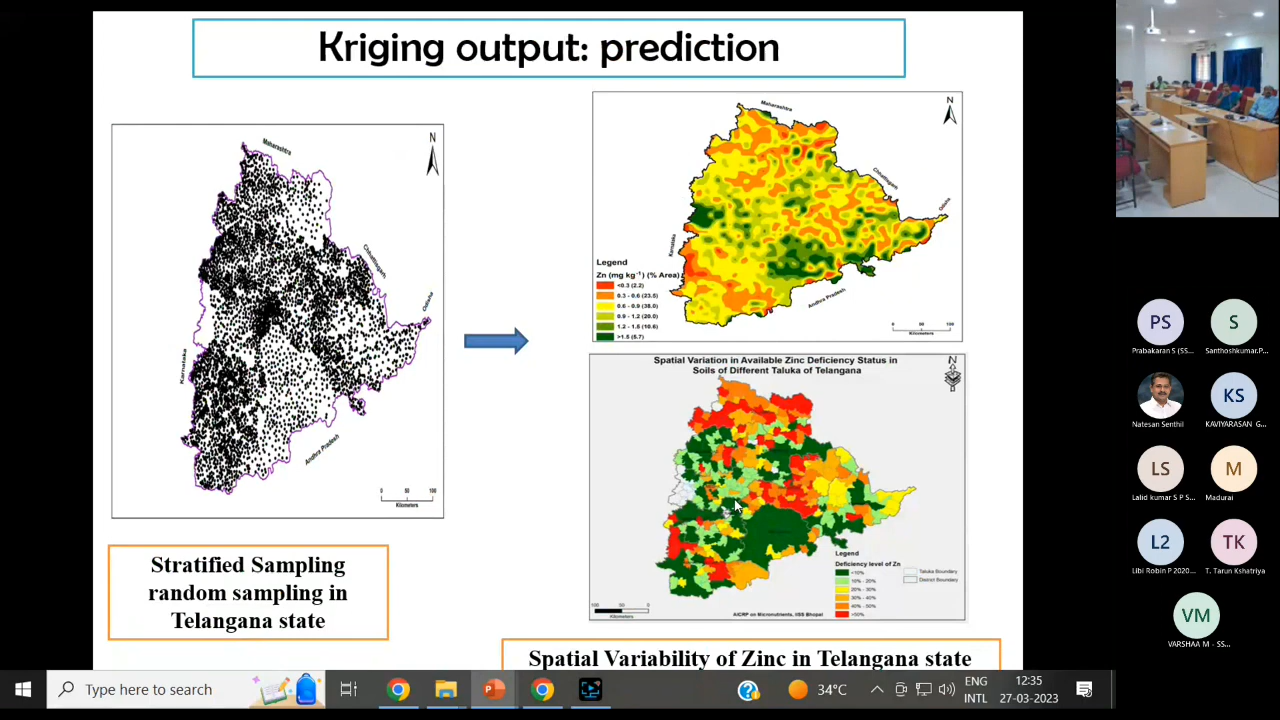 Kriging output: prediction
N
Maharashtra
Chhattisgarh
Odisha
Karnataka
Andhra Pradesh
0 50 100
Kilometers
Stratified Sampling
random sampling in
Telangana state
N
Maharashtra
Chhattisgarh
Odisha
Karnataka
Andhra Pradesh
Legend
Zn (mg kg-1) (% Area)
<0.3 (2.2)
0.3 - 0.6 (23.5)
0.6 - 0.9 (38.0)
0.9 - 1.2 (20.0)
1.2 - 1.5 (10.6)
>1.5 (5.7)
Kilometers
Spatial Variation in Available Zinc Deficiency Status in
Soils of Different Taluka of Telangana
N
Legend
Deficiency level of Zn
<10%
10% - 20%
20% - 30%
30% - 40%
40% - 50%
>50%
Taluka Boundary
District Boundary
Kilometers
AICRP on Micronutrients, IISS Bhopal
Spatial Variability of Zinc in Telangana state
PS
Prabakaran S (SS...
S
Santhoshkumar.P...
Natesan Senthil
KS
KAVIYARASAN G...
LS
Lalid kumar S P S...
M
Madurai
L2
Libi Robin P 2020...
TK
T. Tarun Kshatriya
VM
VARSHAA M - SS...
Type here to search
34°C
ENG
INTL
12:35
27-03-2023